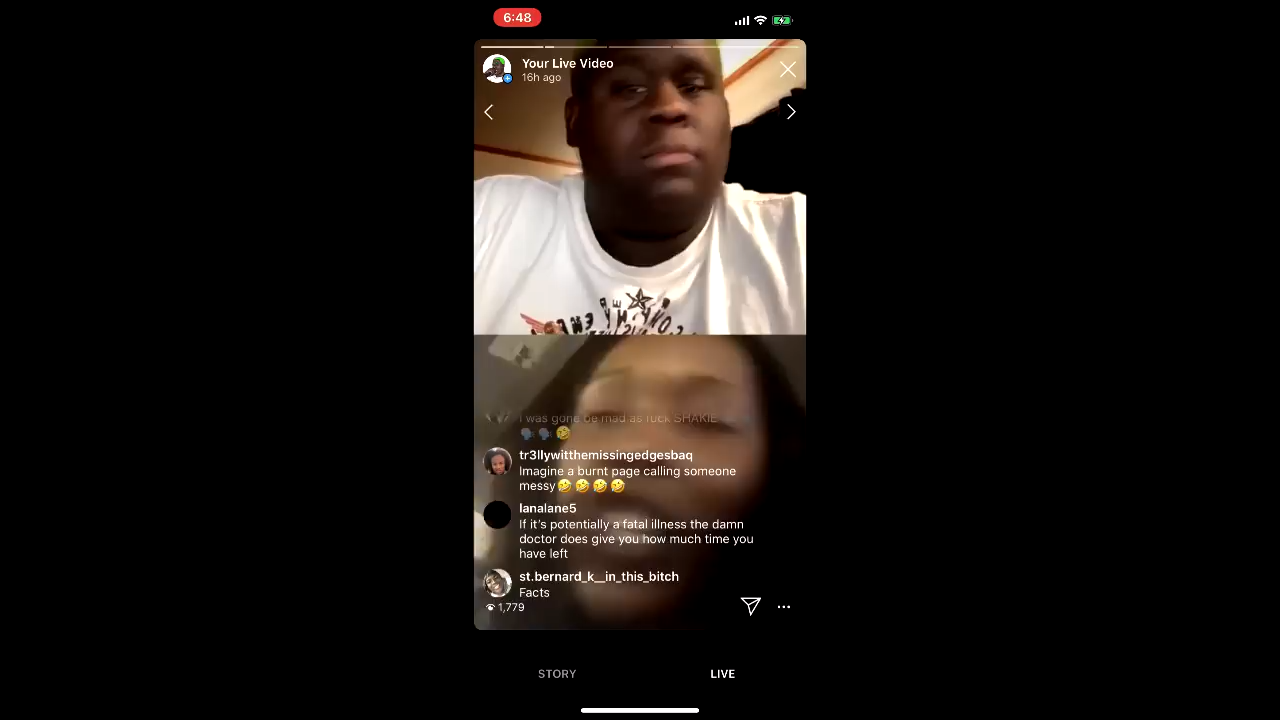 6:48
Your Live Video
16h ago
I was gone be mad as fuck SHAKIE
tr3llywitthemissingedgesbaq
Imagine a burnt page calling someone
messy🤣🤣🤣🤣
lanalane5
If it's potentially a fatal illness the damn
doctor does give you how much time you
have left
st.bernard_k__in_this_bitch
Facts
1,779
STORY
LIVE